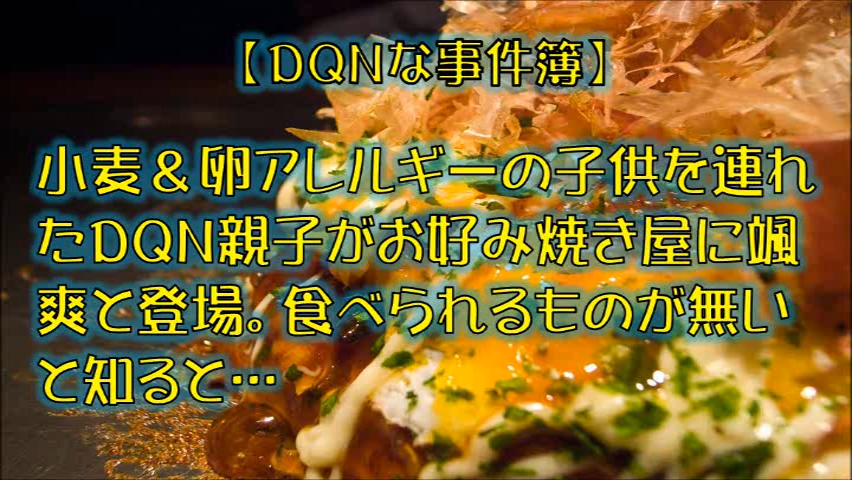 【DQNな事件簿】
小麦＆卵アレルギーの子供を連れ
たDQN親子がお好み焼き屋に颯
爽と登場。食べられるものが無い
と知ると…